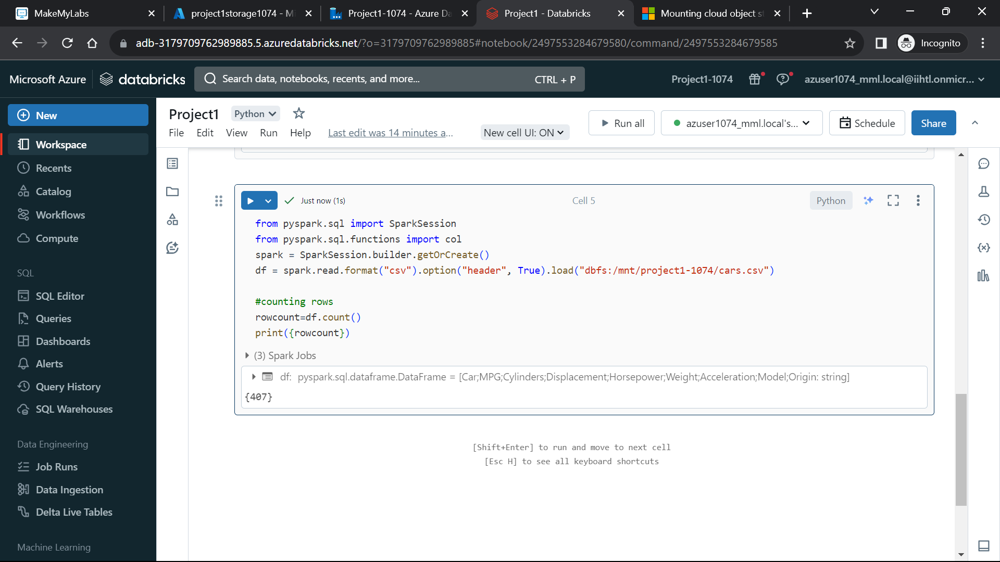 MakeMyLabs
project1storage1074 - Mi
Project1-1074 - Azure Da
Project1 - Databricks
Mounting cloud object st
adb-3179709762989885.5.azuredatabricks.net/?o=3179709762989885#notebook/2497553284679580/command/2497553284679585
Incognito
Microsoft Azure
databricks
Search data, notebooks, recents, and more...
CTRL + P
Project1-1074
azuser1074_mml.local@iihtl.onmicr...
New
Workspace
Recents
Catalog
Workflows
Compute
SQL
SQL Editor
Queries
Dashboards
Alerts
Query History
SQL Warehouses
Data Engineering
Job Runs
Data Ingestion
Delta Live Tables
Machine Learning
Project1
Python
File Edit View Run Help
Last edit was 14 minutes a...
New cell UI: ON
Run all
azuser1074_mml.local's...
Schedule
Share
Just now (1s)
Cell 5
Python
from pyspark.sql import SparkSession
from pyspark.sql.functions import col
spark = SparkSession.builder.getOrCreate()
df = spark.read.format("csv").option("header", True).load("dbfs:/mnt/project1-1074/cars.csv")
#counting rows
rowcount=df.count()
print({rowcount})
(3) Spark Jobs
df: pyspark.sql.dataframe.DataFrame = [Car;MPG;Cylinders;Displacement;Horsepower;Weight;Acceleration;Model;Origin: string]
{407}
[Shift+Enter] to run and move to next cell
[Esc H] to see all keyboard shortcuts